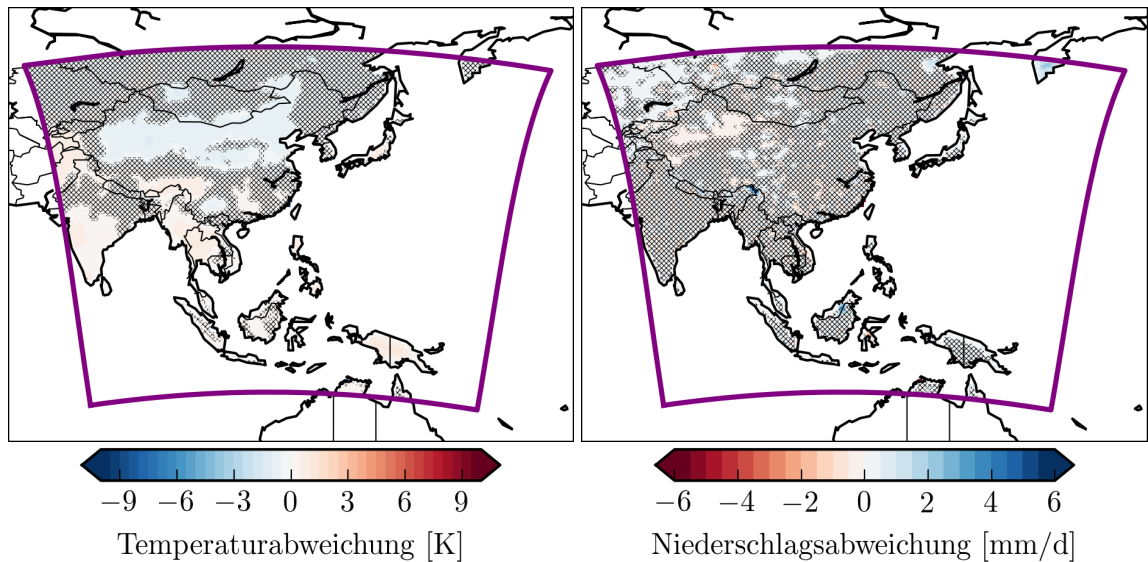 −9 −6 −3 0 3 6 9
Temperaturabweichung [K]
−6 −4 −2 0 2 4 6
Niederschlagsabweichung [mm/d]